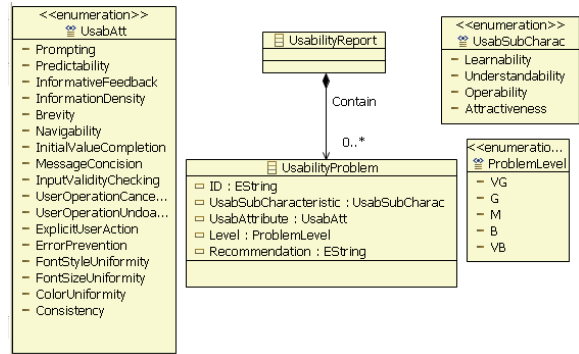 <<enumeration>>
UsabAtt
Prompting
Predictability
InformativeFeedback
InformationDensity
Brevity
Navigability
InitialValueCompletion
MessageConcision
InputValidityChecking
UserOperationCance...
UserOperationUndoa...
ExplicitUserAction
ErrorPrevention
FontStyleUniformity
FontSizeUniformity
ColorUniformity
Consistency
UsabilityReport
Contain
0..*
UsabilityProblem
ID : EString
UsabSubCharacteristic : UsabSubCharac
UsabAttribute : UsabAtt
Level : ProblemLevel
Recommendation : EString
<<enumeration>>
UsabSubCharac
Learnability
Understandability
Operability
Attractiveness
<<enumeratio...
ProblemLevel
VG
G
M
B
VB